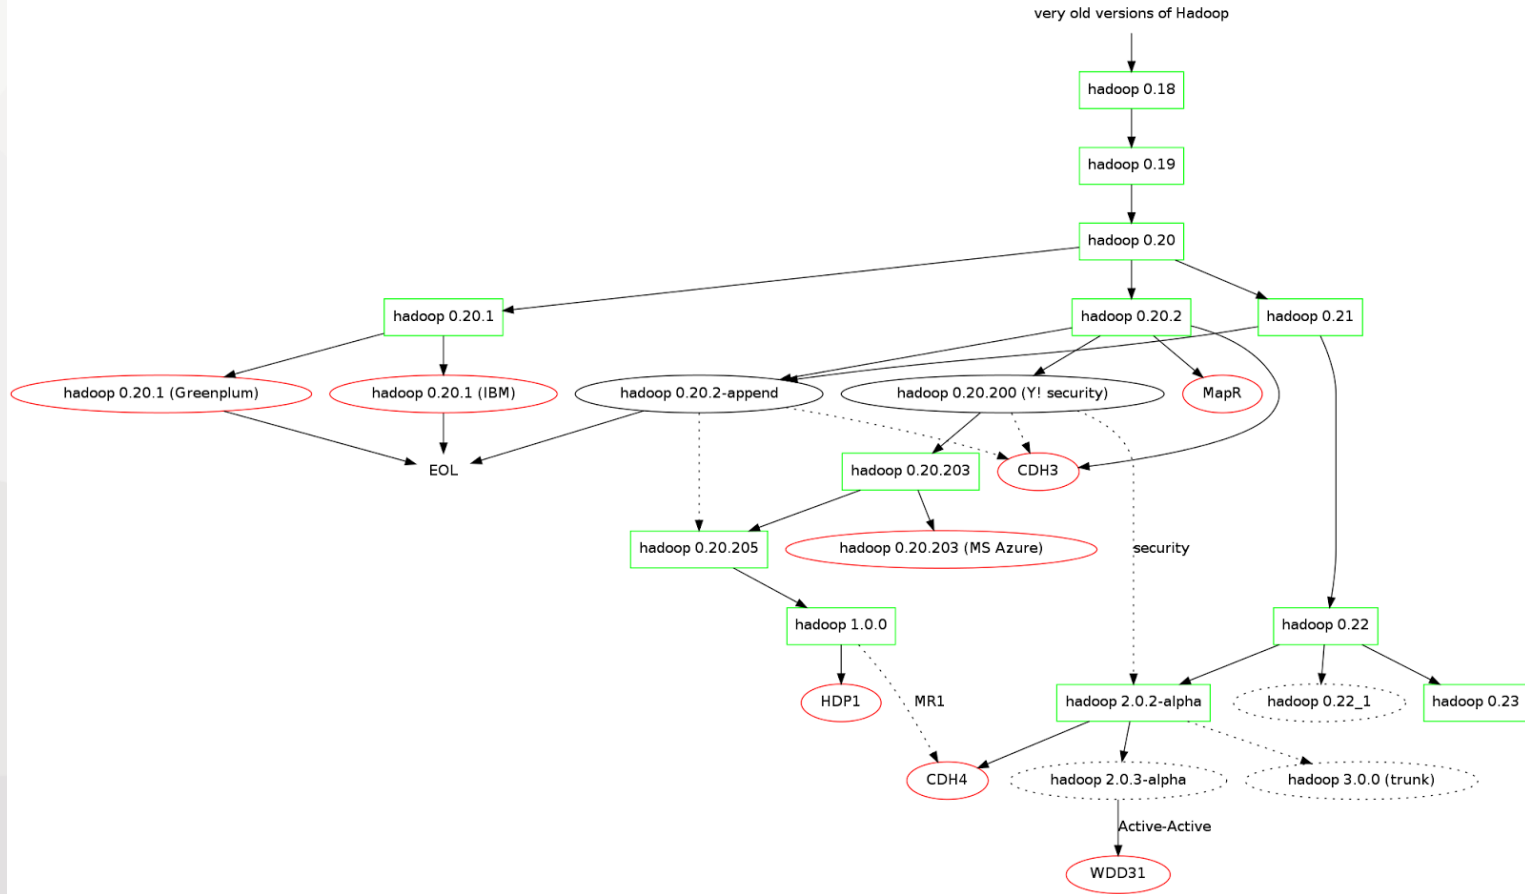 very old versions of Hadoop
hadoop 0.18
hadoop 0.19
hadoop 0.20
hadoop 0.20.1
hadoop 0.20.2
hadoop 0.21
hadoop 0.20.1 (Greenplum)
hadoop 0.20.1 (IBM)
hadoop 0.20.2-append
hadoop 0.20.200 (Y! security)
MapR
EOL
hadoop 0.20.203
CDH3
hadoop 0.20.205
hadoop 0.20.203 (MS Azure)
security
hadoop 1.0.0
hadoop 0.22
HDP1
MR1
hadoop 2.0.2-alpha
hadoop 0.22_1
hadoop 0.23
CDH4
hadoop 2.0.3-alpha
hadoop 3.0.0 (trunk)
Active-Active
WDD31